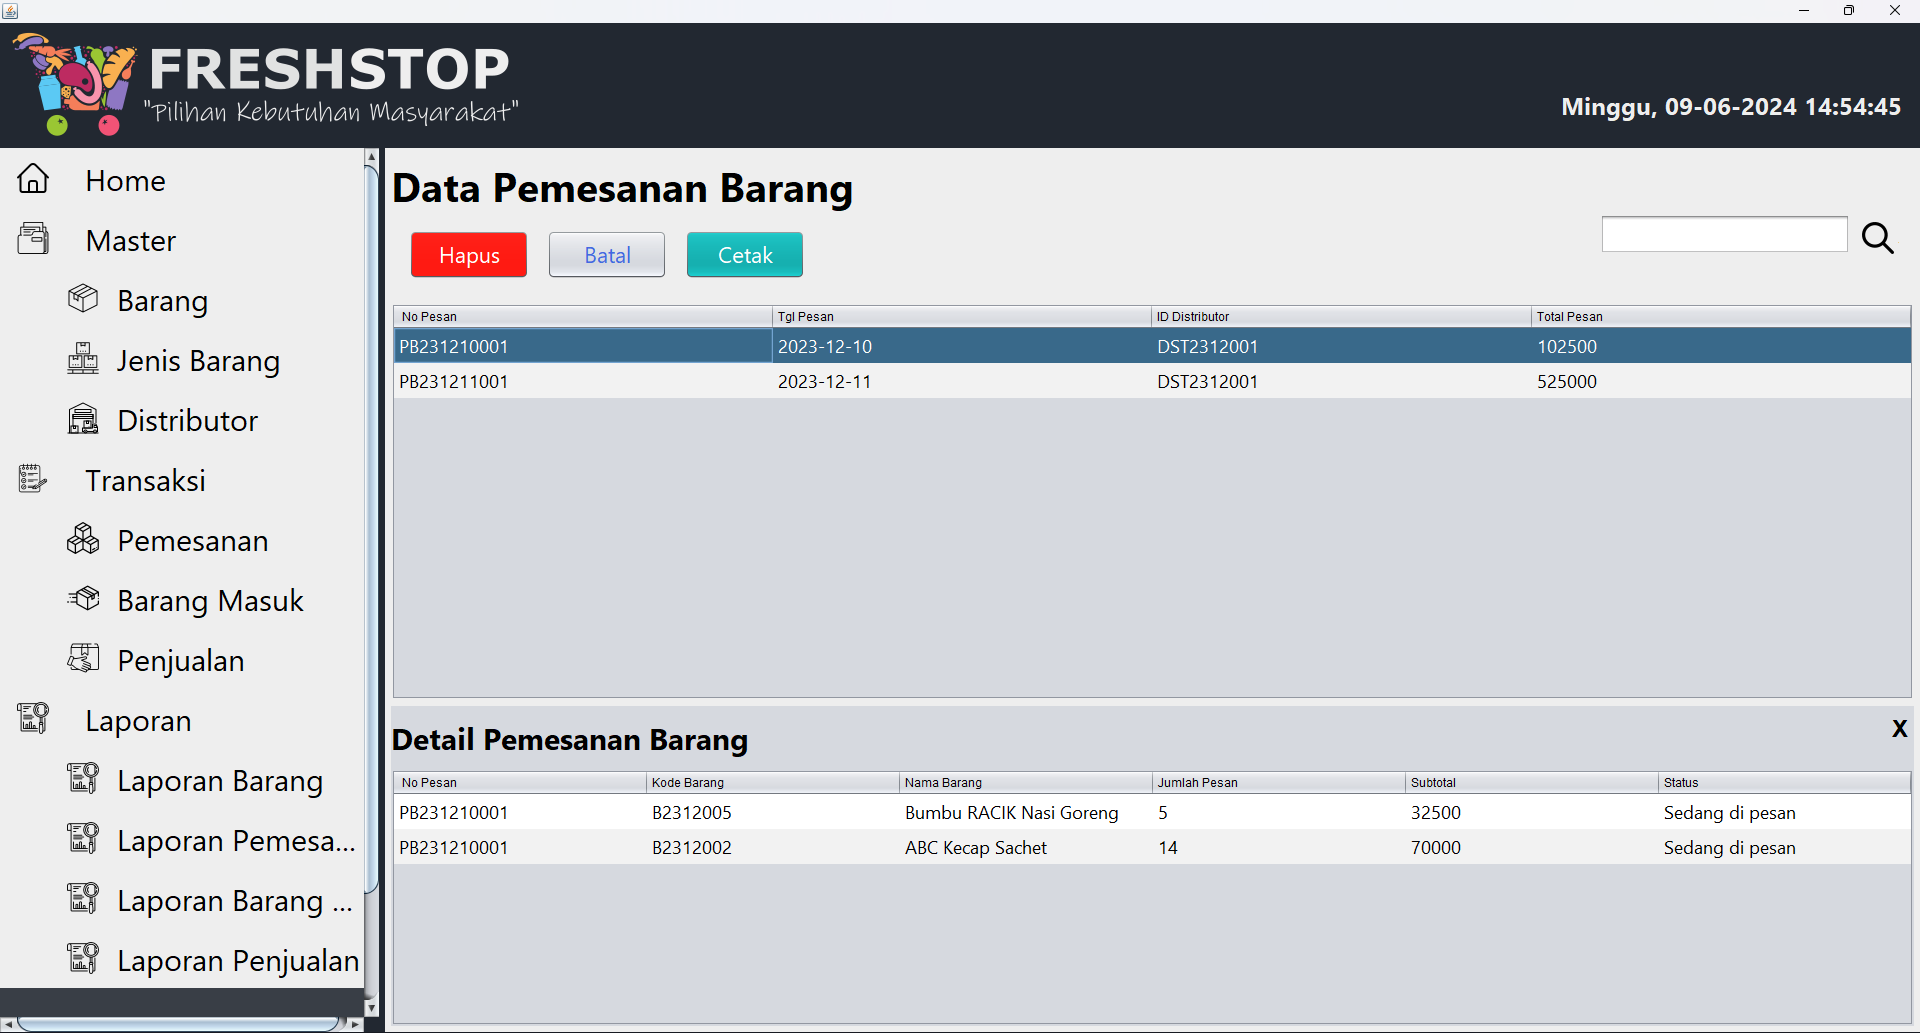 FRESHSTOP
"Pilihan Kebutuhan Masyarakat"
Minggu, 09-06-2024 14:54:45
Home
Master
Barang
Jenis Barang
Distributor
Transaksi
Pemesanan
Barang Masuk
Penjualan
Laporan
Laporan Barang
Laporan Pemesa...
Laporan Barang ...
Laporan Penjualan
Data Pemesanan Barang
Hapus Batal Cetak
No Pesan Tgl Pesan ID Distributor Total Pesan
PB231210001 2023-12-10 DST2312001 102500
PB231211001 2023-12-11 DST2312001 525000
X
Detail Pemesanan Barang
No Pesan Kode Barang Nama Barang Jumlah Pesan Subtotal Status
PB231210001 B2312005 Bumbu RACIK Nasi Goreng 5 32500 Sedang di pesan
PB231210001 B2312002 ABC Kecap Sachet 14 70000 Sedang di pesan